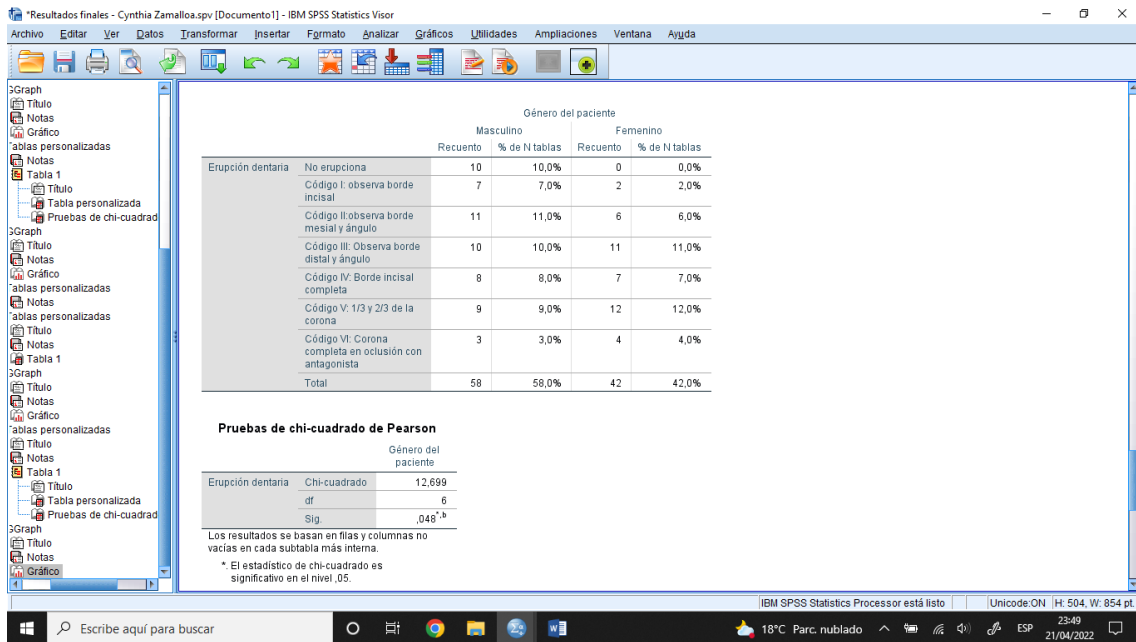 *Resultados finales - Cynthia Zamalloa.spv [Documento1] - IBM SPSS Statistics Visor
Archivo Editar Ver Datos Transformar Insertar Formato Analizar Gráficos Utilidades Ampliaciones Ventana Ayuda
GGraph
Título
Notas
Gráfico
Tablas personalizadas
Notas
Tabla 1
Título
Tabla personalizada
Pruebas de chi-cuadrad
GGraph
Título
Notas
Gráfico
Tablas personalizadas
Notas
Tablas personalizadas
Título
Notas
Tabla 1
GGraph
Título
Notas
Gráfico
Tablas personalizadas
Título
Notas
Tabla 1
Título
Tabla personalizada
Pruebas de chi-cuadrad
GGraph
Título
Notas
Gráfico
Género del paciente
Masculino Femenino
Recuento % de N tablas Recuento % de N tablas
Erupción dentaria No erupciona 10 10,0% 0 0,0%
Código I: observa borde 7 7,0% 2 2,0%
incisal
Código II:observa borde 11 11,0% 6 6,0%
mesial y ángulo
Código III: Observa borde 10 10,0% 11 11,0%
distal y ángulo
Código IV: Borde incisal 8 8,0% 7 7,0%
completa
Código V: 1/3 y 2/3 de la 9 9,0% 12 12,0%
corona
Código VI: Corona 3 3,0% 4 4,0%
completa en oclusión con
antagonista
Total 58 58,0% 42 42,0%
Pruebas de chi-cuadrado de Pearson
Género del
paciente
Erupción dentaria Chi-cuadrado 12,699
df 6
Sig. ,048*,b
Los resultados se basan en filas y columnas no
vacías en cada subtabla más interna.
*. El estadístico de chi-cuadrado es
significativo en el nivel ,05.
IBM SPSS Statistics Processor está listo Unicode:ON H: 504, W: 854 pt.
Escribe aquí para buscar
18°C Parc. nublado
ESP
23:49
21/04/2022